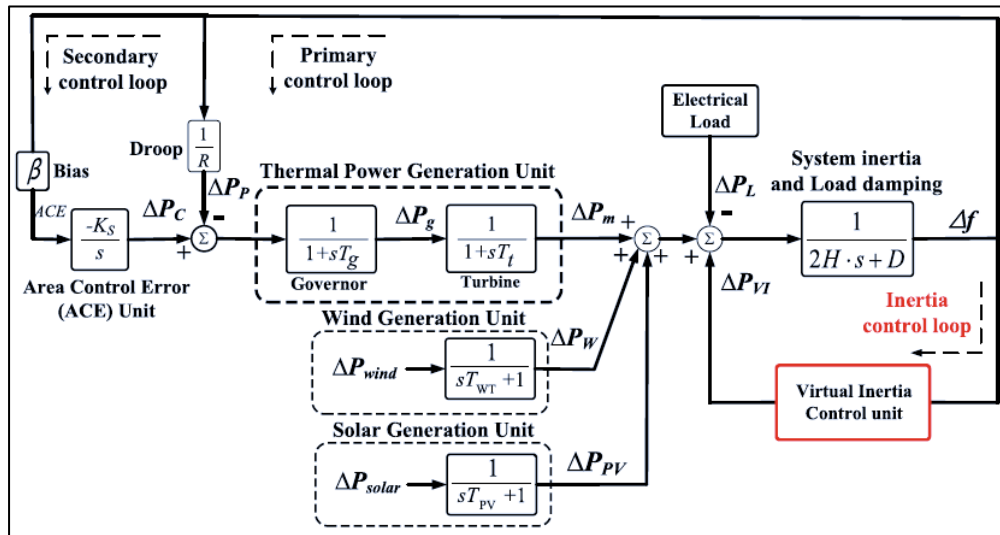 Secondary
control loop
Primary
control loop
Electrical
Load
β Bias
Droop
1
R
ΔP_P
Thermal Power Generation Unit
System inertia
and Load damping
ΔP_L
ACE
-K_S
s
ΔP_C
Σ
-
+
1
1+sT_g
Governor
ΔP_g
1
1+sT_t
Turbine
ΔP_m
+
Σ
+
+
-
Σ
+
1
2H · s+D
Δf
Area Control Error
(ACE) Unit
ΔP_VI
Inertia
control loop
Wind Generation Unit
ΔP_W
ΔP_wind
1
sT_WT +1
Virtual Inertia
Control unit
Solar Generation Unit
ΔP_PV
ΔP_solar
1
sT_PV +1